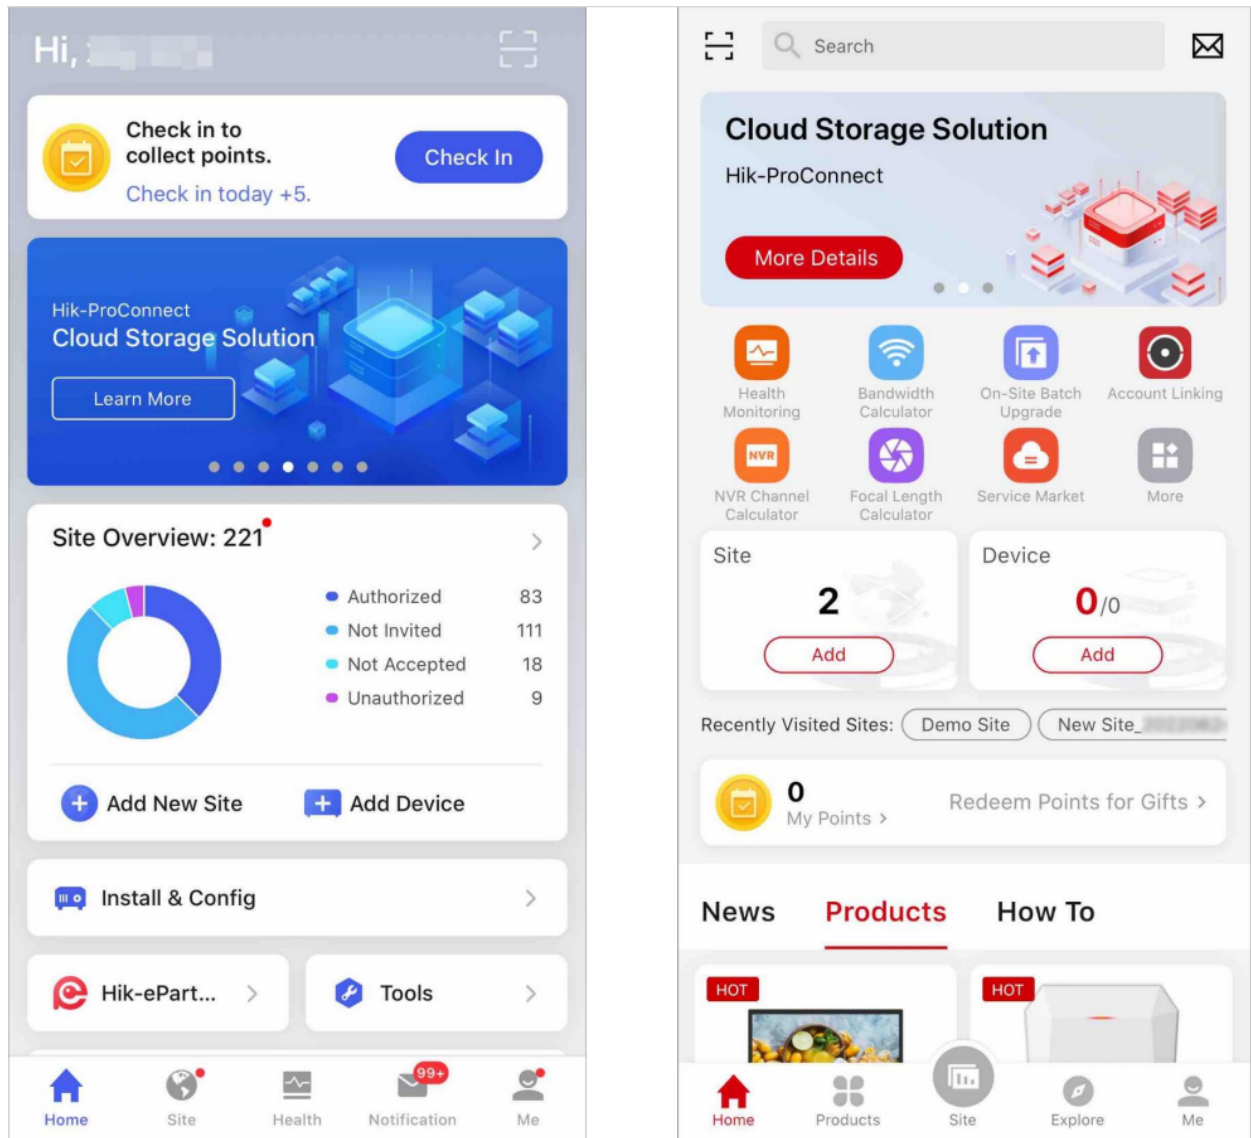 Hi,
Check in to
collect points.
Check in today +5.
Check In
Hik-ProConnect
Cloud Storage Solution
Learn More
Site Overview: 221
Authorized 83
Not Invited 111
Not Accepted 18
Unauthorized 9
Add New Site
Add Device
Install & Config
Hik-ePart...
Tools
99+
Home
Site
Health
Notification
Me
Search
Cloud Storage Solution
Hik-ProConnect
More Details
Health
Monitoring
Bandwidth
Calculator
On-Site Batch
Upgrade
Account Linking
NVR
NVR Channel
Calculator
Focal Length
Calculator
Service Market
More
Site
2
Add
Device
0/0
Add
Recently Visited Sites: Demo Site New Site_
0
My Points >
Redeem Points for Gifts >
News Products How To
HOT
HOT
Home
Products
Site
Explore
Me